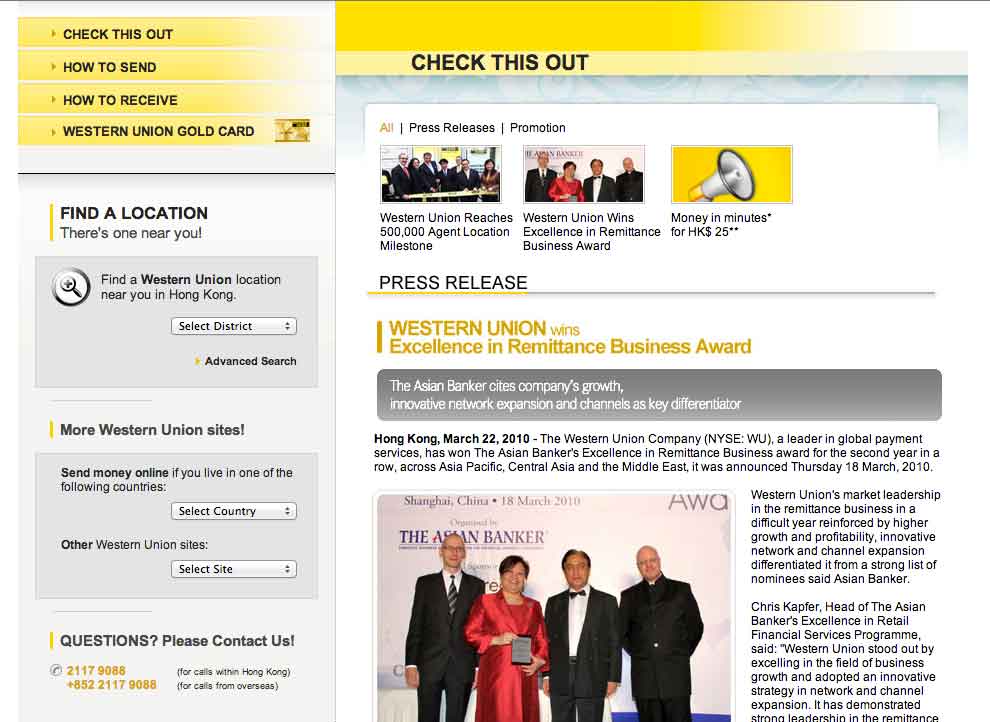 CHECK THIS OUT
HOW TO SEND
HOW TO RECEIVE
WESTERN UNION GOLD CARD
FIND A LOCATION
There's one near you!
Find a Western Union location
near you in Hong Kong.
Select District
Advanced Search
More Western Union sites!
Send money online if you live in one of the
following countries:
Select Country
Other Western Union sites:
Select Site
QUESTIONS? Please Contact Us!
2117 9088 (for calls within Hong Kong)
+852 2117 9088 (for calls from overseas)
CHECK THIS OUT
All | Press Releases | Promotion
Western Union Reaches
500,000 Agent Location
Milestone
HE ASIAN BANKER
Western Union Wins
Excellence in Remittance
Business Award
Money in minutes*
for HK$ 25**
PRESS RELEASE
WESTERN UNION wins
Excellence in Remittance Business Award
The Asian Banker cites company's growth,
innovative network expansion and channels as key differentiator
Hong Kong, March 22, 2010 - The Western Union Company (NYSE: WU), a leader in global payment
services, has won The Asian Banker's Excellence in Remittance Business award for the second year in a
row, across Asia Pacific, Central Asia and the Middle East, it was announced Thursday 18 March, 2010.
Shanghai, China • 18 March 2010
Awa
Organised by
THE ASIAN BANKER
Western Union's market leadership
in the remittance business in a
difficult year reinforced by higher
growth and profitability, innovative
network and channel expansion
differentiated it from a strong list of
nominees said Asian Banker.
Chris Kapfer, Head of The Asian
Banker's Excellence in Retail
Financial Services Programme,
said: "Western Union stood out by
excelling in the field of business
growth and adopted an innovative
strategy in network and channel
expansion. It has demonstrated
strong leadership in the remittance